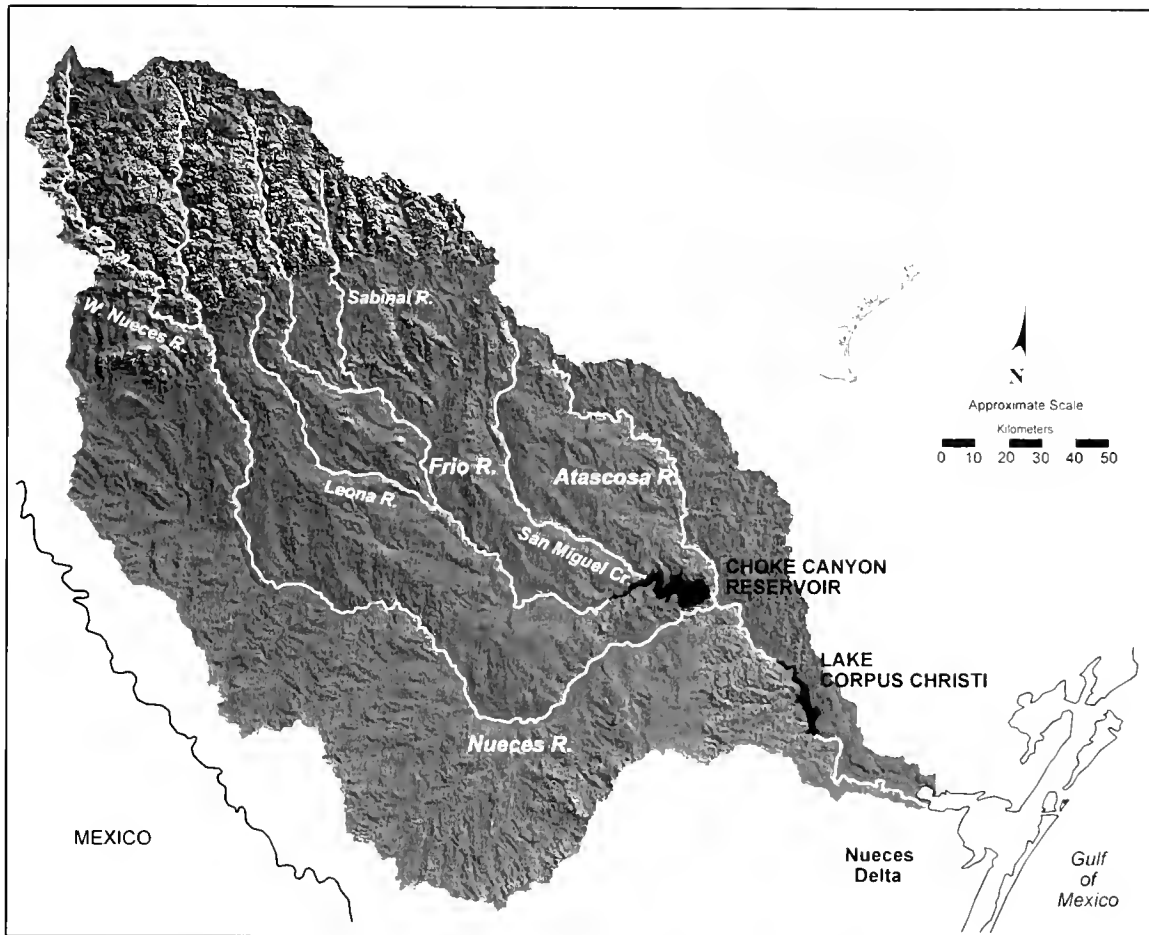 Sabinal R.
W. Nueces R.
N
Approximate Scale
Kilometers
0 10 20 30 40 50
Frio R.
Atascosa R.
Leona R.
San Miguel Cr.
CHOKE CANYON
RESERVOIR
LAKE
CORPUS CHRISTI
Nueces R.
MEXICO
Nueces
Delta
Gulf
of
Mexico